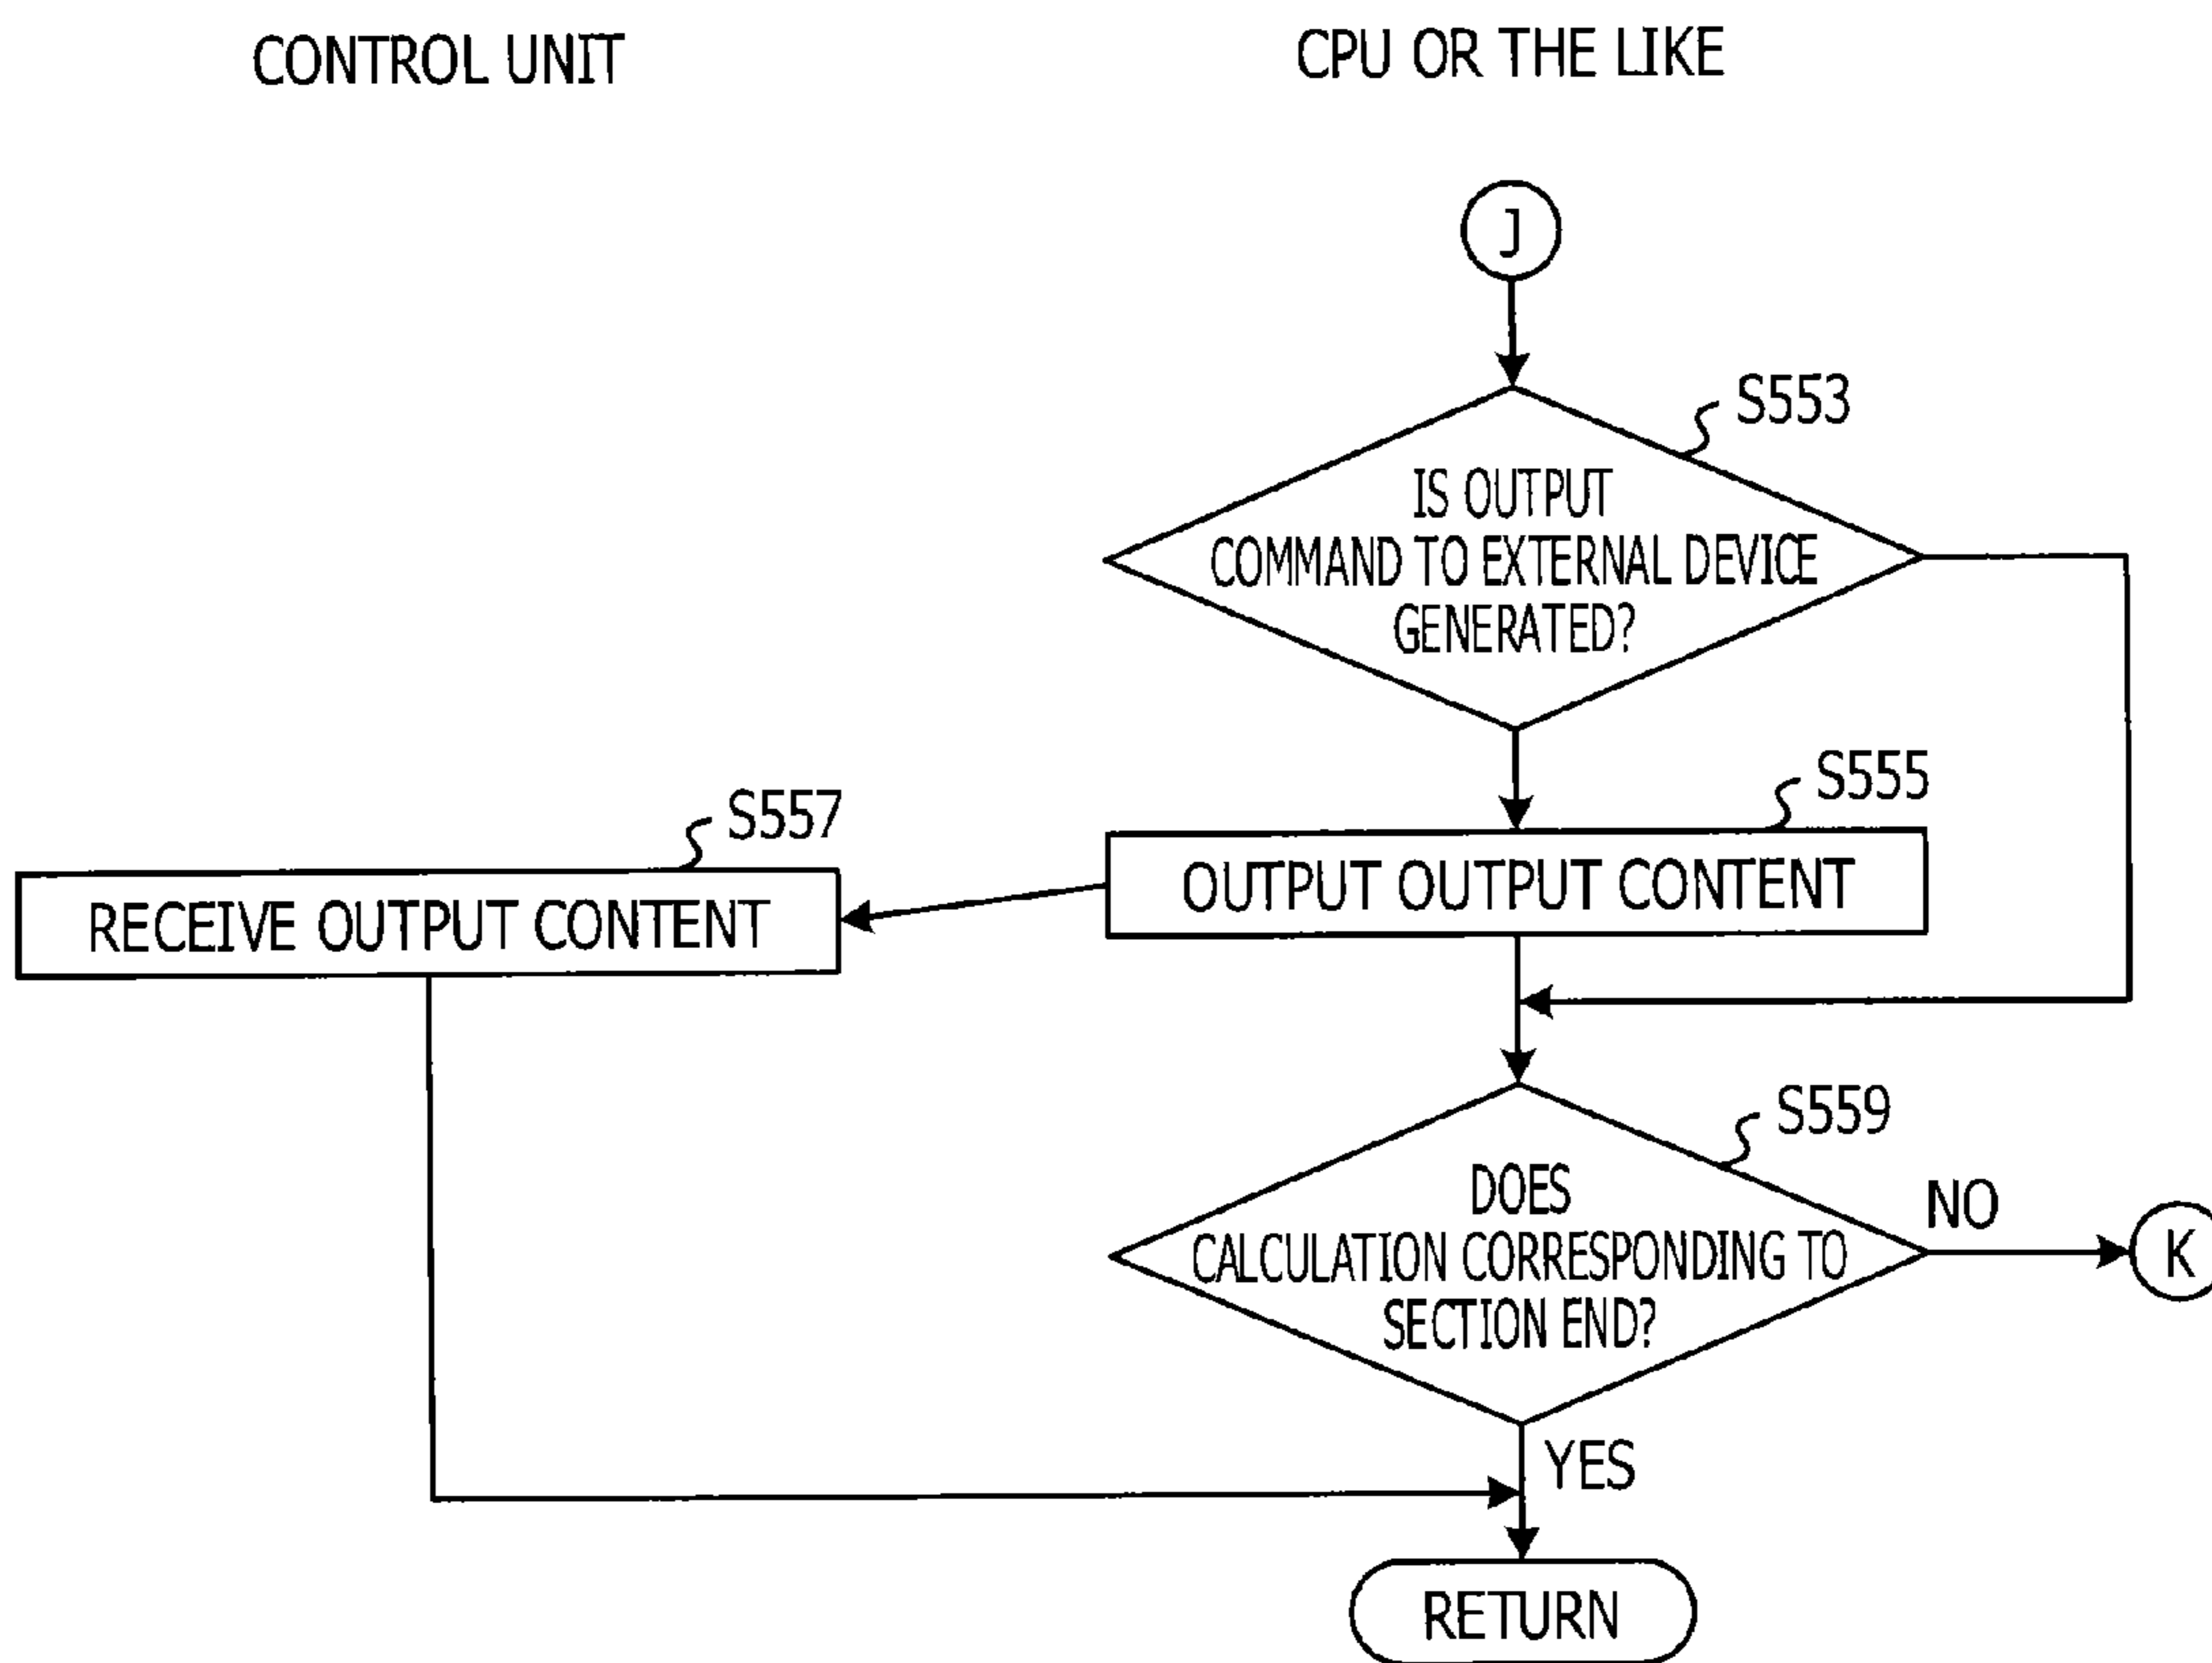 CONTROL UNIT
CPU OR THE LIKE
J
S553
IS OUTPUT
COMMAND TO EXTERNAL DEVICE
GENERATED?
S555
OUTPUT OUTPUT CONTENT
S557
RECEIVE OUTPUT CONTENT
S559
DOES
CALCULATION CORRESPONDING TO
SECTION END?
NO
K
YES
RETURN